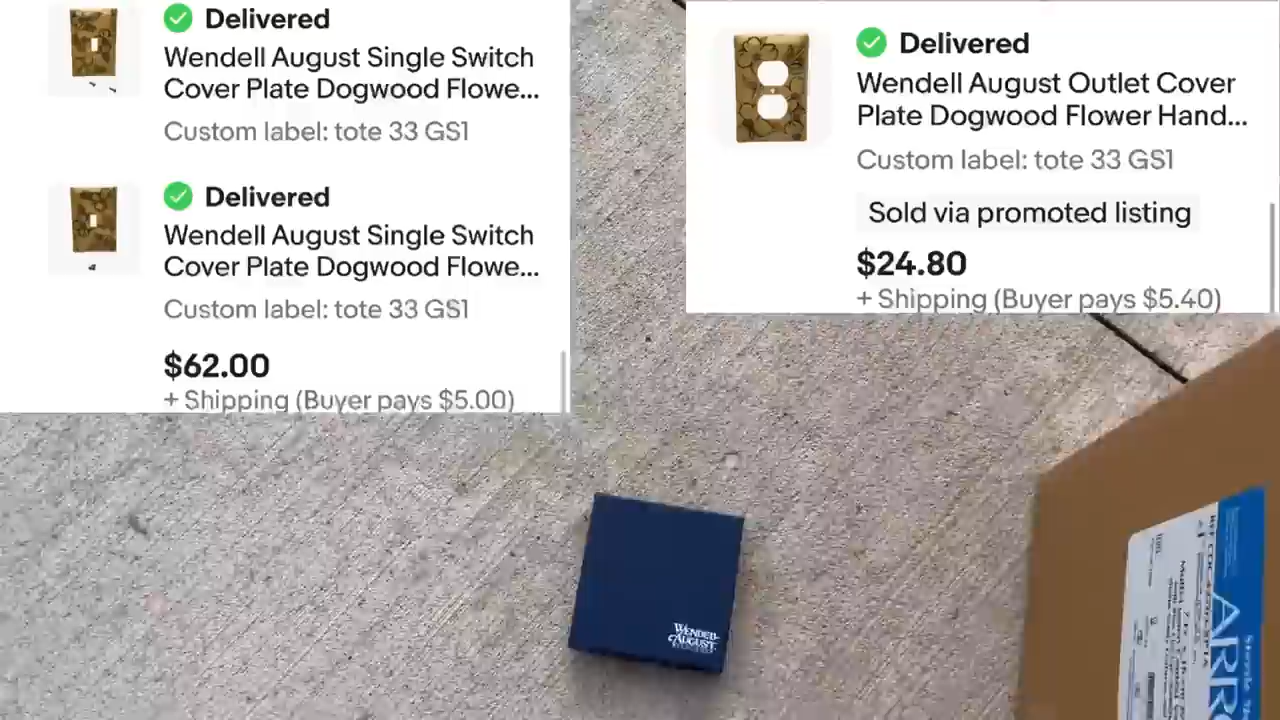 Delivered
Wendell August Single Switch
Cover Plate Dogwood Flowe...
Custom label: tote 33 GS1
Delivered
Wendell August Single Switch
Cover Plate Dogwood Flowe...
Custom label: tote 33 GS1
$62.00
+ Shipping (Buyer pays $5.00)
Delivered
Wendell August Outlet Cover
Plate Dogwood Flower Hand...
Custom label: tote 33 GS1
Sold via promoted listing
$24.80
+ Shipping (Buyer pays $5.40)
WENDELL
AUGUST
ARR